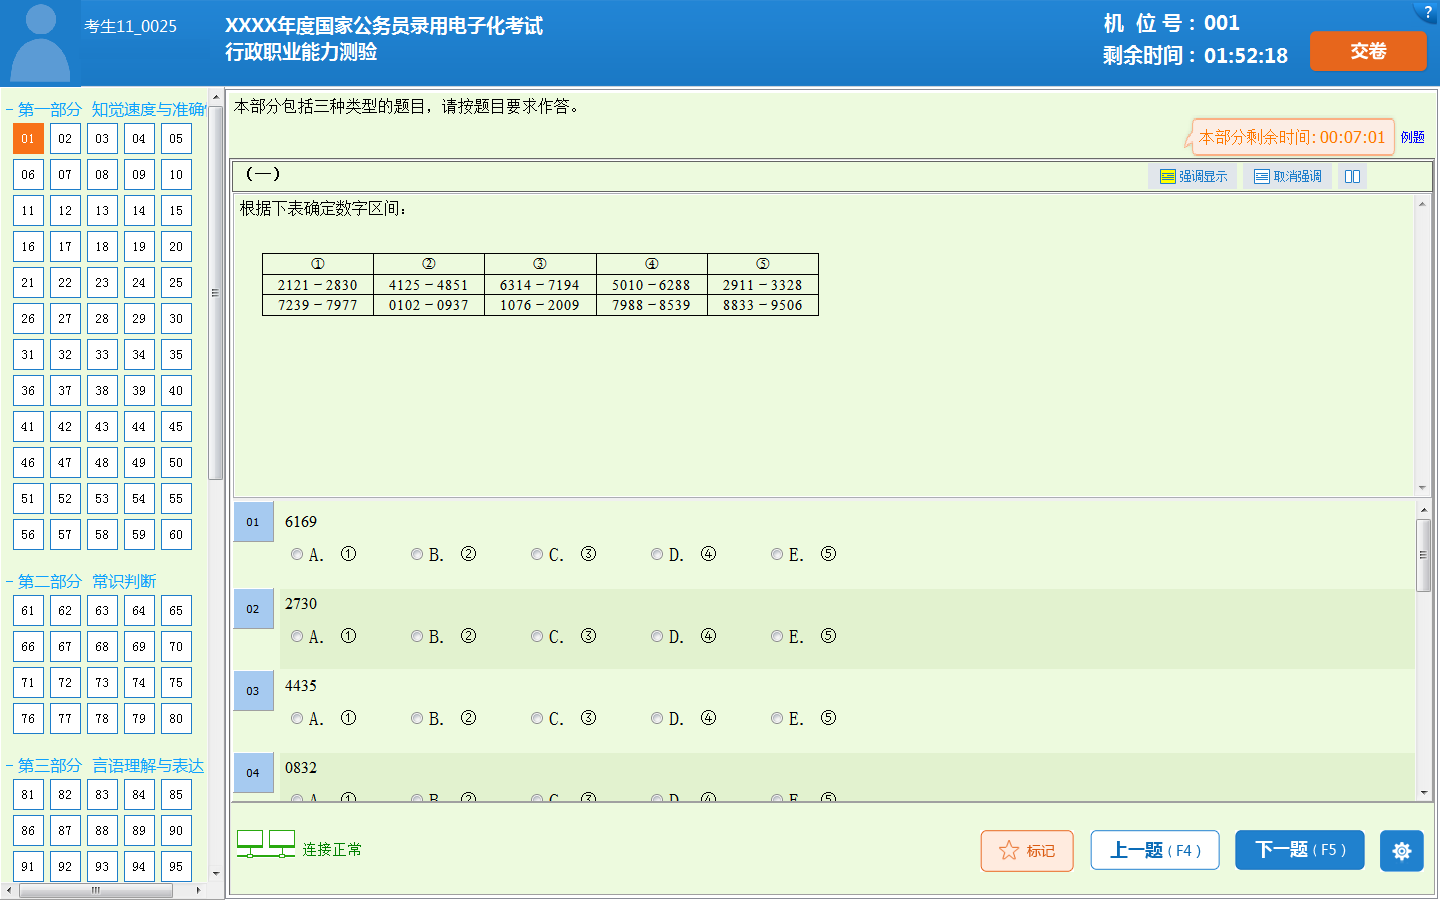 考生11_0025
XXXX年度国家公务员录用电子化考试
行政职业能力测验
机 位 号：001
剩余时间：01:52:18
?
交卷
第一部分 知觉速度与准确
01 02 03 04 05
06 07 08 09 10
11 12 13 14 15
16 17 18 19 20
21 22 23 24 25
26 27 28 29 30
31 32 33 34 35
36 37 38 39 40
41 42 43 44 45
46 47 48 49 50
51 52 53 54 55
56 57 58 59 60
第二部分 常识判断
61 62 63 64 65
66 67 68 69 70
71 72 73 74 75
76 77 78 79 80
第三部分 言语理解与表达
81 82 83 84 85
86 87 88 89 90
91 92 93 94 95
本部分包括三种类型的题目，请按题目要求作答。
本部分剩余时间: 00:07:01
例题
（一）
强调显示
取消强调
根据下表确定数字区间：
① ② ③ ④ ⑤
2121－2830 4125－4851 6314－7194 5010－6288 2911－3328
7239－7977 0102－0937 1076－2009 7988－8539 8833－9506
01 6169
A. ① B. ② C. ③ D. ④ E. ⑤
02 2730
A. ① B. ② C. ③ D. ④ E. ⑤
03 4435
A. ① B. ② C. ③ D. ④ E. ⑤
04 0832
A. ① B. ② C. ③ D. ④ E. ⑤
连接正常
标记
上一题（F4）
下一题（F5）